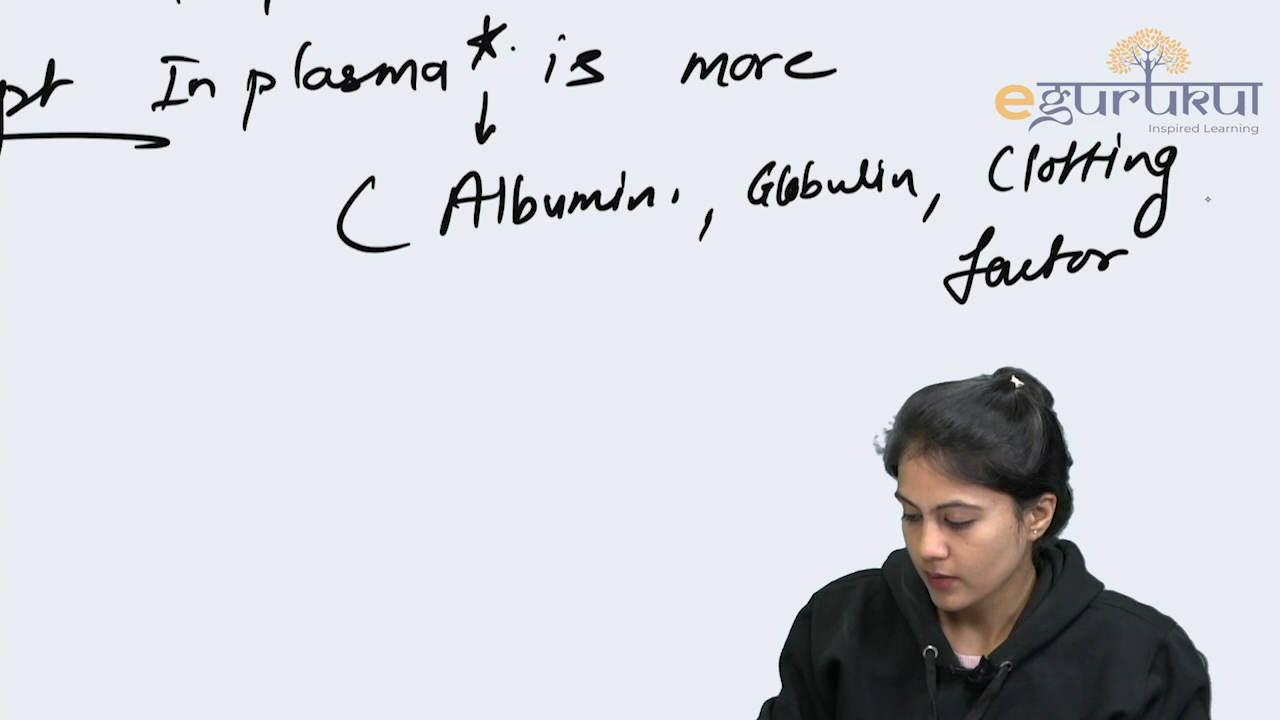 pt In plasma * is more
( Albumin, Globulin, Clotting
factor
egurukul
Inspired Learning